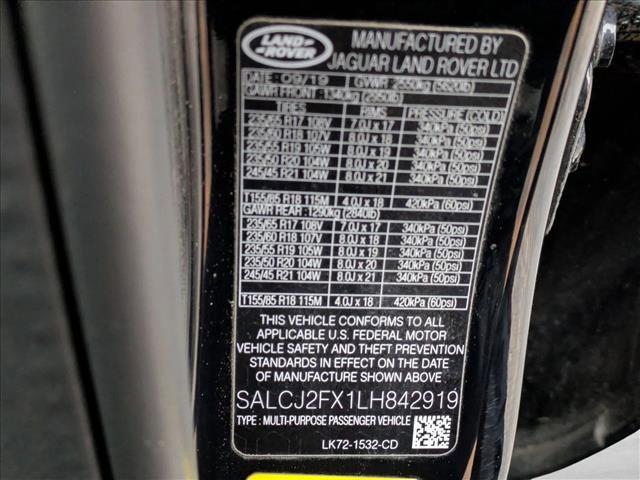 LAND ROVER
MANUFACTURED BY
JAGUAR LAND ROVER LTD
DATE: 09/19 GVWR 2550kg (5620lb)
GAWR FRONT: 1340kg (2950lb)
TIRES RIMS PRESSURE (COLD)
235/65 R17 108V 7.0J x 17 340kPa (50psi)
235/60 R18 107V 8.0J x 18 340kPa (50psi)
235/55 R19 105W 8.0J x 19 340kPa (50psi)
235/50 R20 104W 8.0J x 20 340kPa (50psi)
245/45 R21 104W 8.0J x 21 340kPa (50psi)
T155/85 R18 115M 4.0J x 18 420kPa (60psi)
GAWR REAR: 1290kg (2840lb)
235/65 R17 108V 7.0J x 17 340kPa (50psi)
235/60 R18 107V 8.0J x 18 340kPa (50psi)
235/55 R19 105W 8.0J x 19 340kPa (50psi)
235/50 R20 104W 8.0J x 20 340kPa (50psi)
245/45 R21 104W 8.0J x 21 340kPa (50psi)
T155/85 R18 115M 4.0J x 18 420kPa (60psi)
THIS VEHICLE CONFORMS TO ALL
APPLICABLE U.S. FEDERAL MOTOR
VEHICLE SAFETY AND THEFT PREVENTION
STANDARDS IN EFFECT ON THE DATE OF
MANUFACTURE SHOWN ABOVE.
SALCJ2FX1LH842919
TYPE : MULTI-PURPOSE PASSENGER VEHICLE
LK72-1532-CD